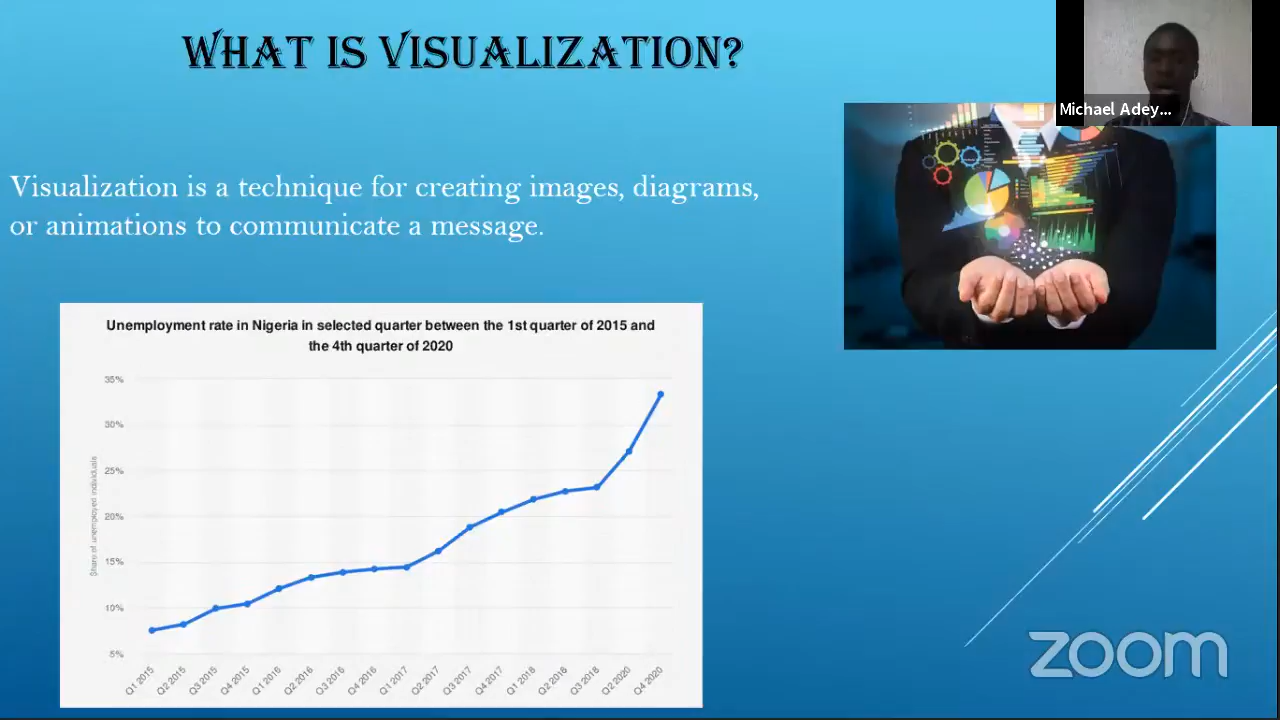 WHAT IS VISUALIZATION?
Michael Adey...
Visualization is a technique for creating images, diagrams,
or animations to communicate a message.
Unemployment rate in Nigeria in selected quarter between the 1st quarter of 2015 and
the 4th quarter of 2020
Share of unemployed individuals
35%
30%
25%
20%
15%
10%
5%
Q1 2015
Q2 2015
Q3 2015
Q4 2015
Q1 2016
Q2 2016
Q3 2016
Q4 2016
Q1 2017
Q2 2017
Q3 2017
Q4 2017
Q1 2018
Q2 2018
Q3 2018
Q2 2020
Q4 2020
zoom